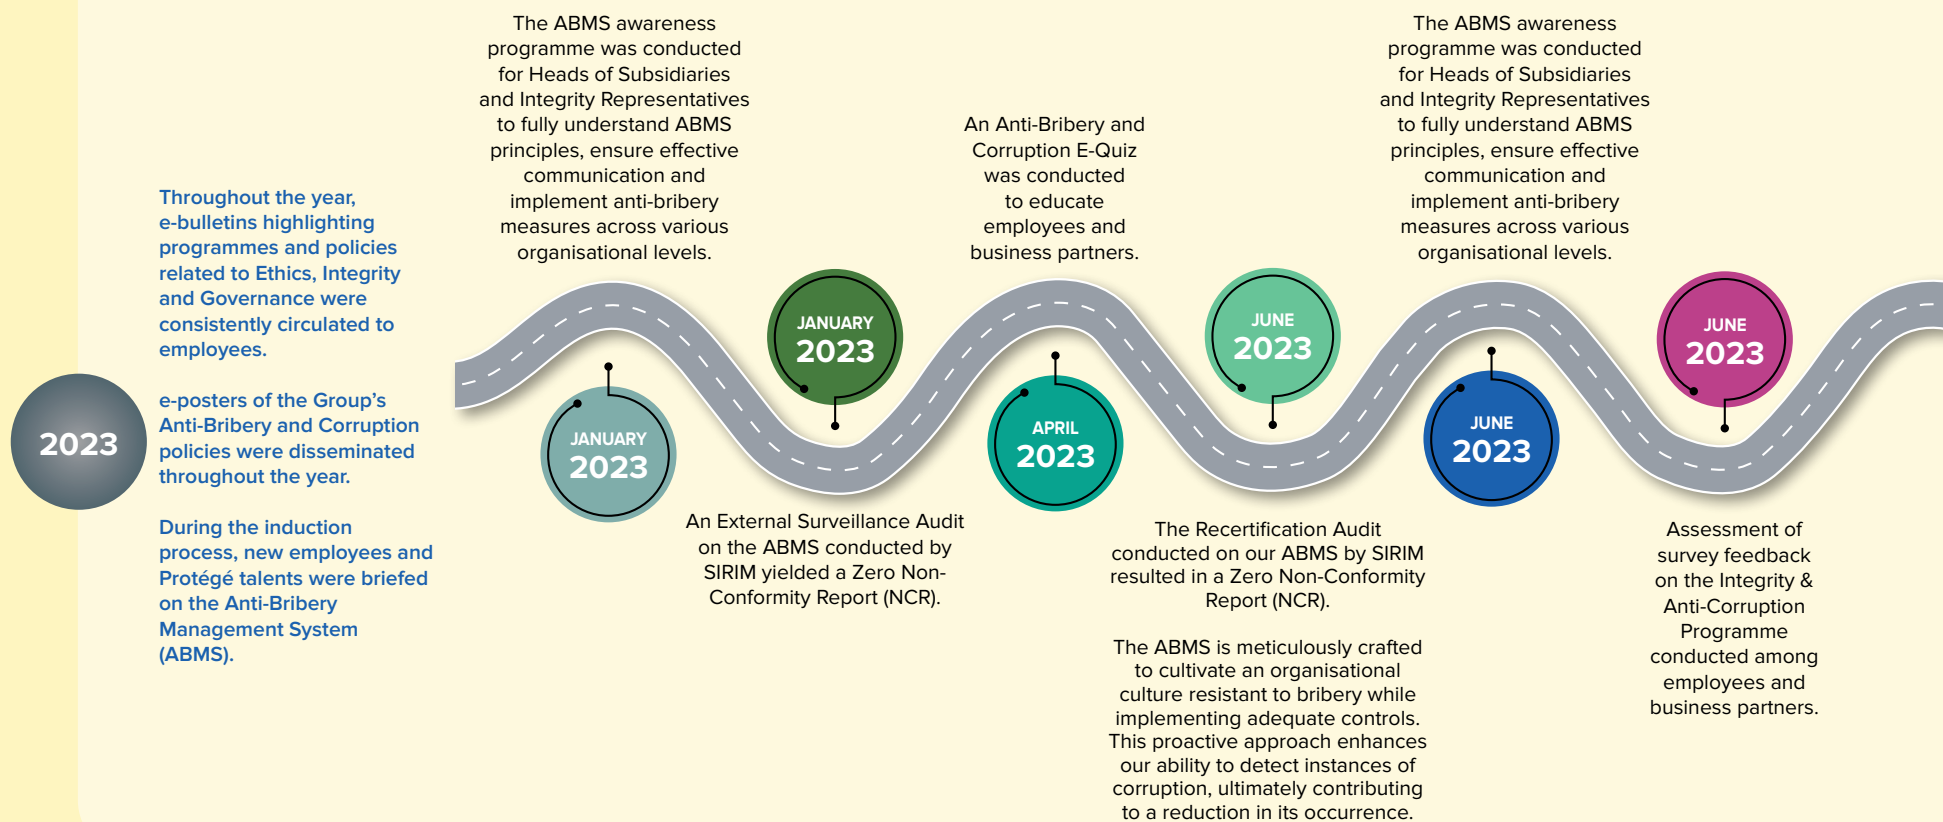 2023
Throughout the year,
e-bulletins highlighting
programmes and policies
related to Ethics, Integrity
and Governance were
consistently circulated to
employees.
e-posters of the Group's
Anti-Bribery and Corruption
policies were disseminated
throughout the year.
During the induction
process, new employees and
Protégé talents were briefed
on the Anti-Bribery
Management System
(ABMS).
The ABMS awareness
programme was conducted
for Heads of Subsidiaries
and Integrity Representatives
to fully understand ABMS
principles, ensure effective
communication and
implement anti-bribery
measures across various
organisational levels.
JANUARY
2023
JANUARY
2023
An External Surveillance Audit
on the ABMS conducted by
SIRIM yielded a Zero Non-
Conformity Report (NCR).
An Anti-Bribery and
Corruption E-Quiz
was conducted
to educate
employees and
business partners.
APRIL
2023
JUNE
2023
The Recertification Audit
conducted on our ABMS by SIRIM
resulted in a Zero Non-Conformity
Report (NCR).
The ABMS is meticulously crafted
to cultivate an organisational
culture resistant to bribery while
implementing adequate controls.
This proactive approach enhances
our ability to detect instances of
corruption, ultimately contributing
to a reduction in its occurrence.
The ABMS awareness
programme was conducted
for Heads of Subsidiaries
and Integrity Representatives
to fully understand ABMS
principles, ensure effective
communication and
implement anti-bribery
measures across various
organisational levels.
JUNE
2023
JUNE
2023
Assessment of
survey feedback
on the Integrity &
Anti-Corruption
Programme
conducted among
employees and
business partners.